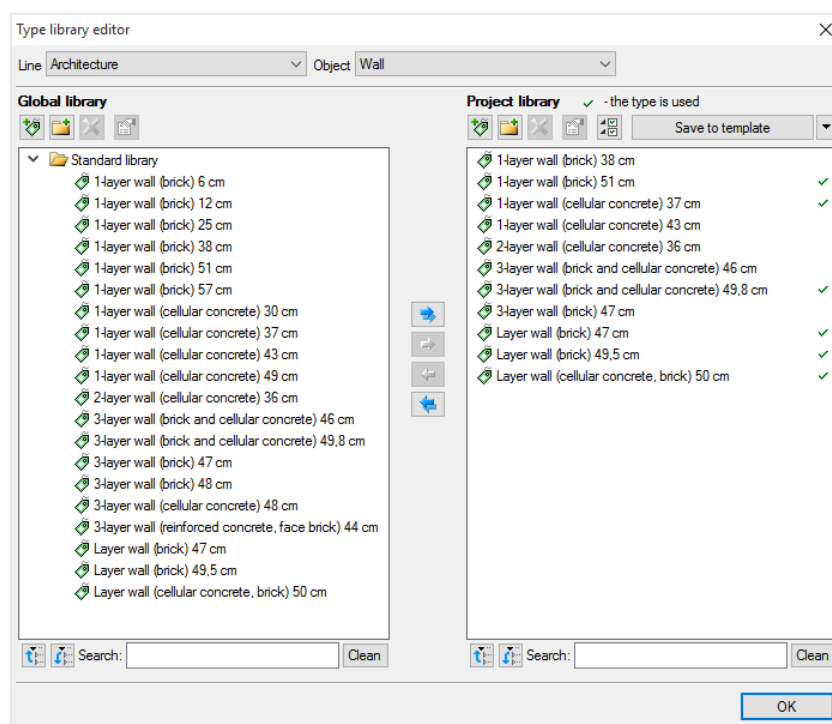 Type library editor
Line Architecture Object Wall
Global library
Standard library
1-layer wall (brick) 6 cm
1-layer wall (brick) 12 cm
1-layer wall (brick) 25 cm
1-layer wall (brick) 38 cm
1-layer wall (brick) 51 cm
1-layer wall (brick) 57 cm
1-layer wall (cellular concrete) 30 cm
1-layer wall (cellular concrete) 37 cm
1-layer wall (cellular concrete) 43 cm
1-layer wall (cellular concrete) 49 cm
2-layer wall (cellular concrete) 36 cm
3-layer wall (brick and cellular concrete) 46 cm
3-layer wall (brick and cellular concrete) 49,8 cm
3-layer wall (brick) 47 cm
3-layer wall (brick) 48 cm
3-layer wall (cellular concrete) 48 cm
3-layer wall (reinforced concrete, face brick) 44 cm
Layer wall (brick) 47 cm
Layer wall (brick) 49,5 cm
Layer wall (cellular concrete, brick) 50 cm
Search: Clean
Project library ✓ - the type is used
Save to template
1-layer wall (brick) 38 cm
1-layer wall (brick) 51 cm
1-layer wall (cellular concrete) 37 cm
1-layer wall (cellular concrete) 43 cm
2-layer wall (cellular concrete) 36 cm
3-layer wall (brick and cellular concrete) 46 cm
3-layer wall (brick and cellular concrete) 49,8 cm
3-layer wall (brick) 47 cm
Layer wall (brick) 47 cm
Layer wall (brick) 49,5 cm
Layer wall (cellular concrete, brick) 50 cm
Search: Clean
OK